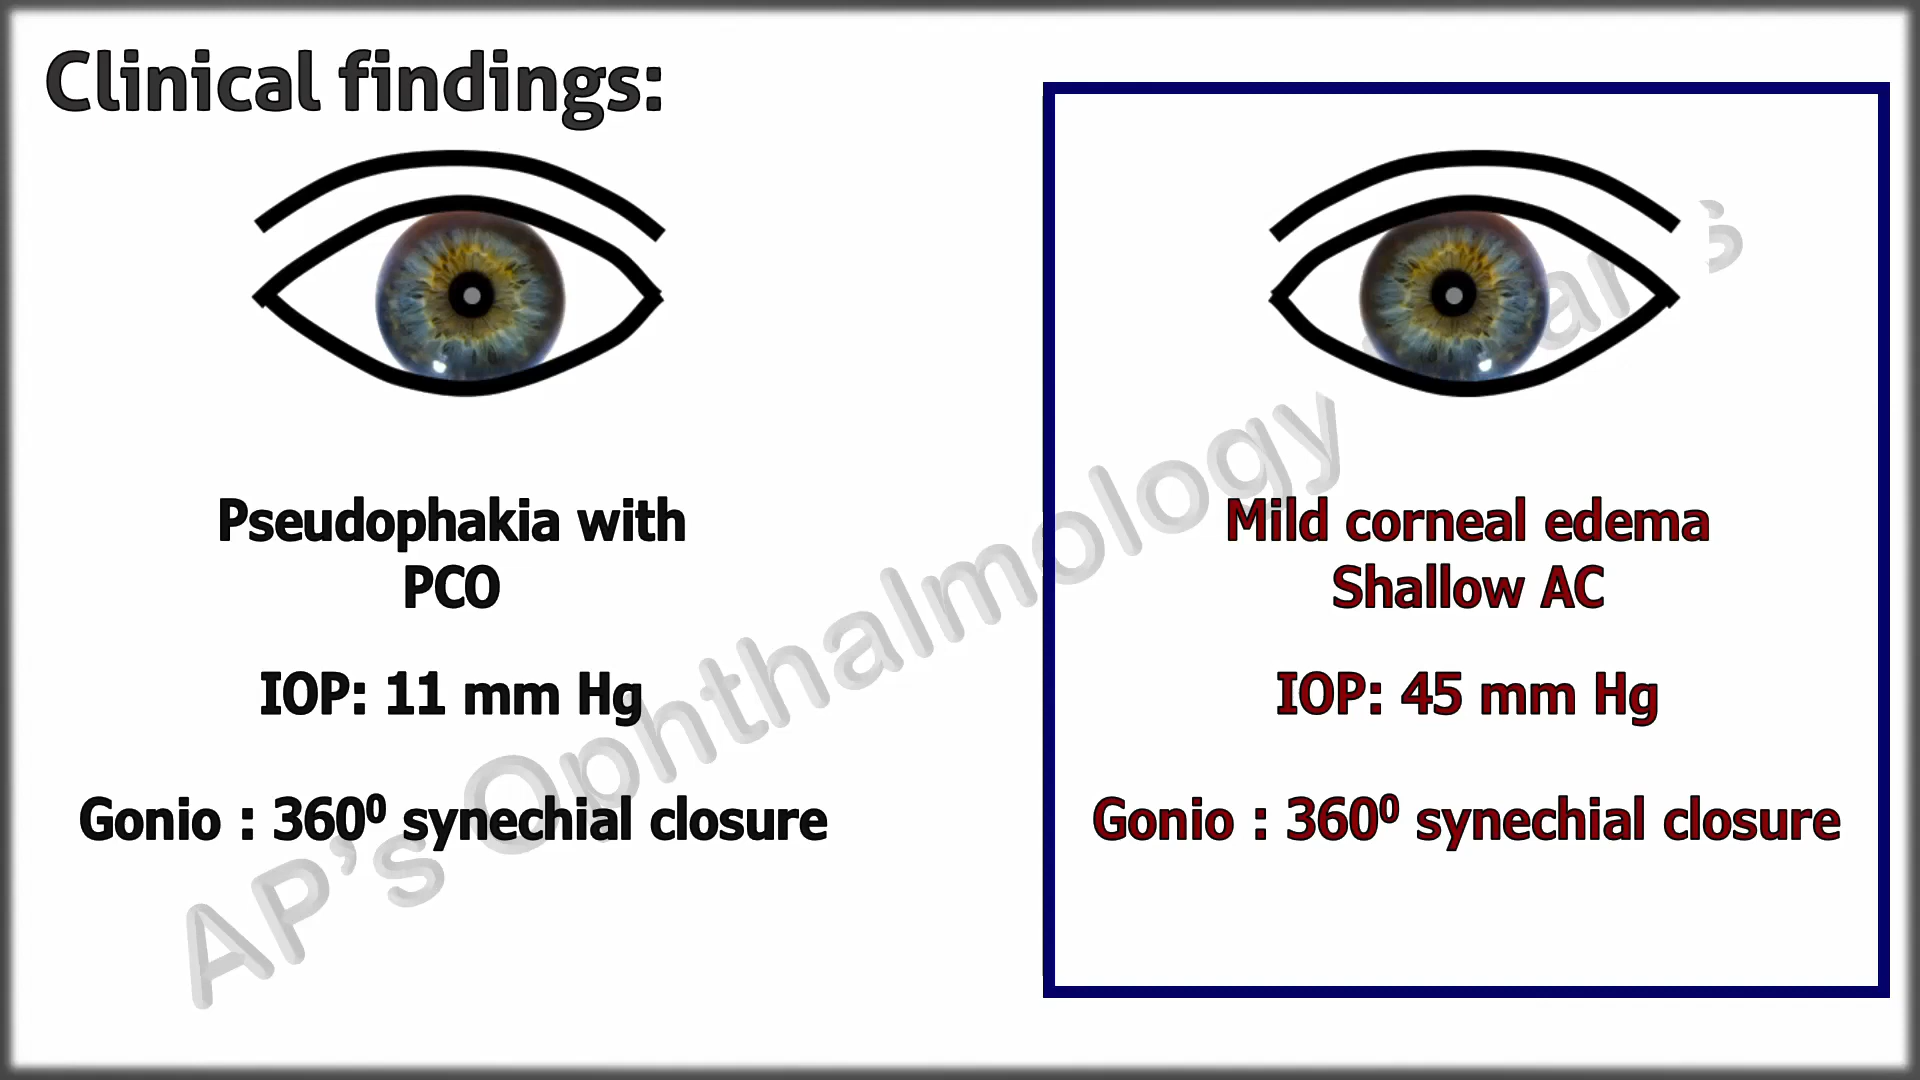 Clinical findings:
Pseudophakia with
PCO
IOP: 11 mm Hg
Gonio : 360⁰ synechial closure
Mild corneal edema
Shallow AC
IOP: 45 mm Hg
Gonio : 360⁰ synechial closure
AP's Ophthalmology